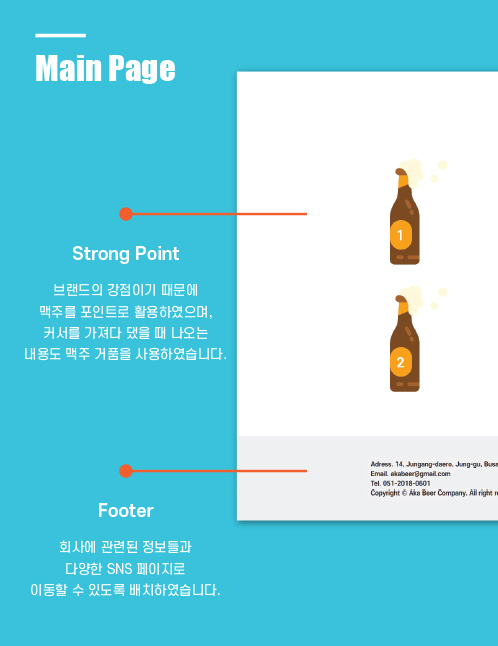 Main Page
1
Strong Point
브랜드의 강점이기 때문에
맥주를 포인트로 활용하였으며,
커서를 가져다 댔을 때 나오는
내용도 맥주 거품을 사용하였습니다.
2
Adress. 14, Jungang-daero, Jung-gu, Busa
Email. akabeer@gmail.com
Tel. 051-2018-0601
Copyright © Aka Beer Company. All right re
Footer
회사에 관련된 정보들과
다양한 SNS 페이지로
이동할 수 있도록 배치하였습니다.